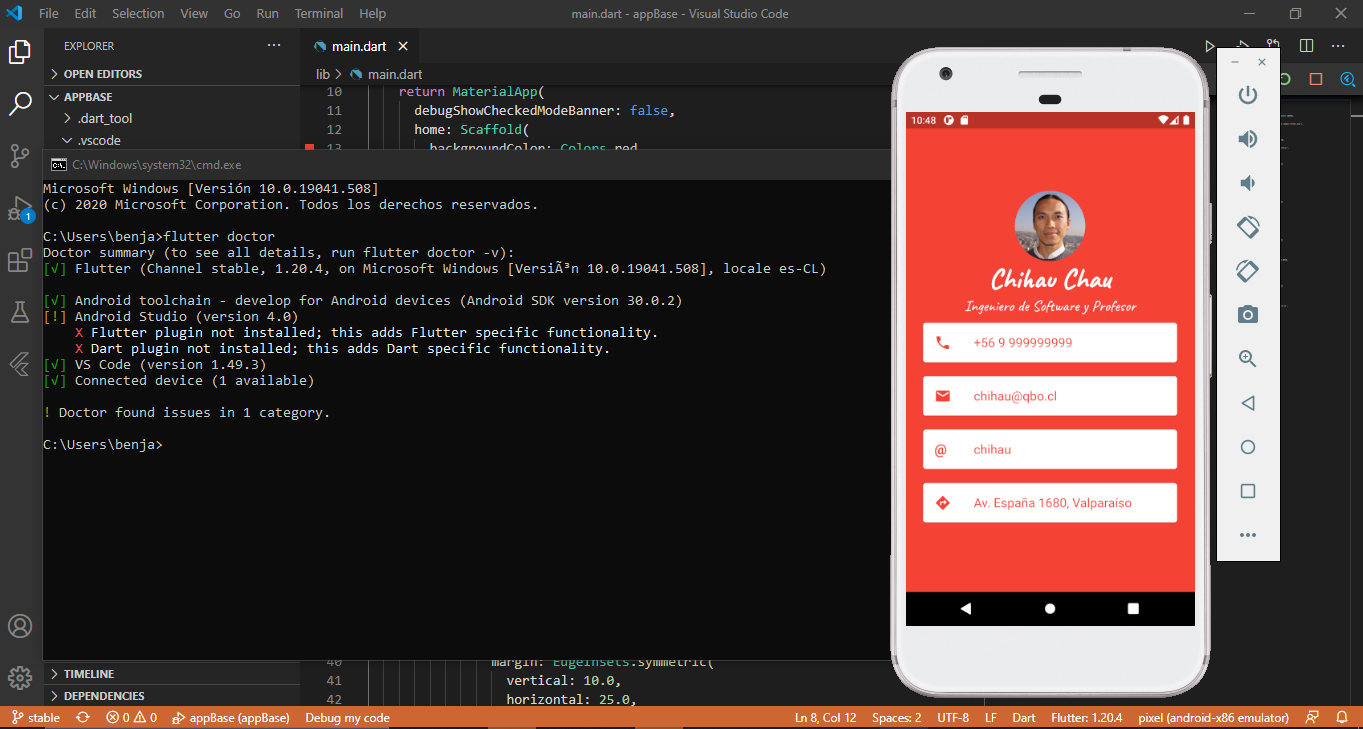 File Edit Selection View Go Run Terminal Help
main.dart - appBase - Visual Studio Code
EXPLORER
main.dart
OPEN EDITORS
lib > main.dart
APPBASE
.dart_tool
.vscode
10 return MaterialApp(
11 debugShowCheckedModeBanner: false,
12 home: Scaffold(
13 backgroundColor: Colors.red
C:\Windows\system32\cmd.exe
Microsoft Windows [Versión 10.0.19041.508]
(c) 2020 Microsoft Corporation. Todos los derechos reservados.
C:\Users\benja>flutter doctor
Doctor summary (to see all details, run flutter doctor -v):
[√] Flutter (Channel stable, 1.20.4, on Microsoft Windows [VersiÃ³n 10.0.19041.508], locale es-CL)
[√] Android toolchain - develop for Android devices (Android SDK version 30.0.2)
[!] Android Studio (version 4.0)
X Flutter plugin not installed; this adds Flutter specific functionality.
X Dart plugin not installed; this adds Dart specific functionality.
[√] VS Code (version 1.49.3)
[√] Connected device (1 available)
! Doctor found issues in 1 category.
C:\Users\benja>
1
10:48
Chihau Chau
Ingeniero de Software y Profesor
+56 9 999999999
chihau@qbo.cl
@ chihau
Av. España 1680, Valparaíso
40 margin: EdgeInsets.symmetric(
41 vertical: 10.0,
42 horizontal: 25.0,
TIMELINE
DEPENDENCIES
stable 0 0 appBase (appBase) Debug my code Ln 8, Col 12 Spaces: 2 UTF-8 LF Dart Flutter: 1.20.4 pixel (android-x86 emulator)